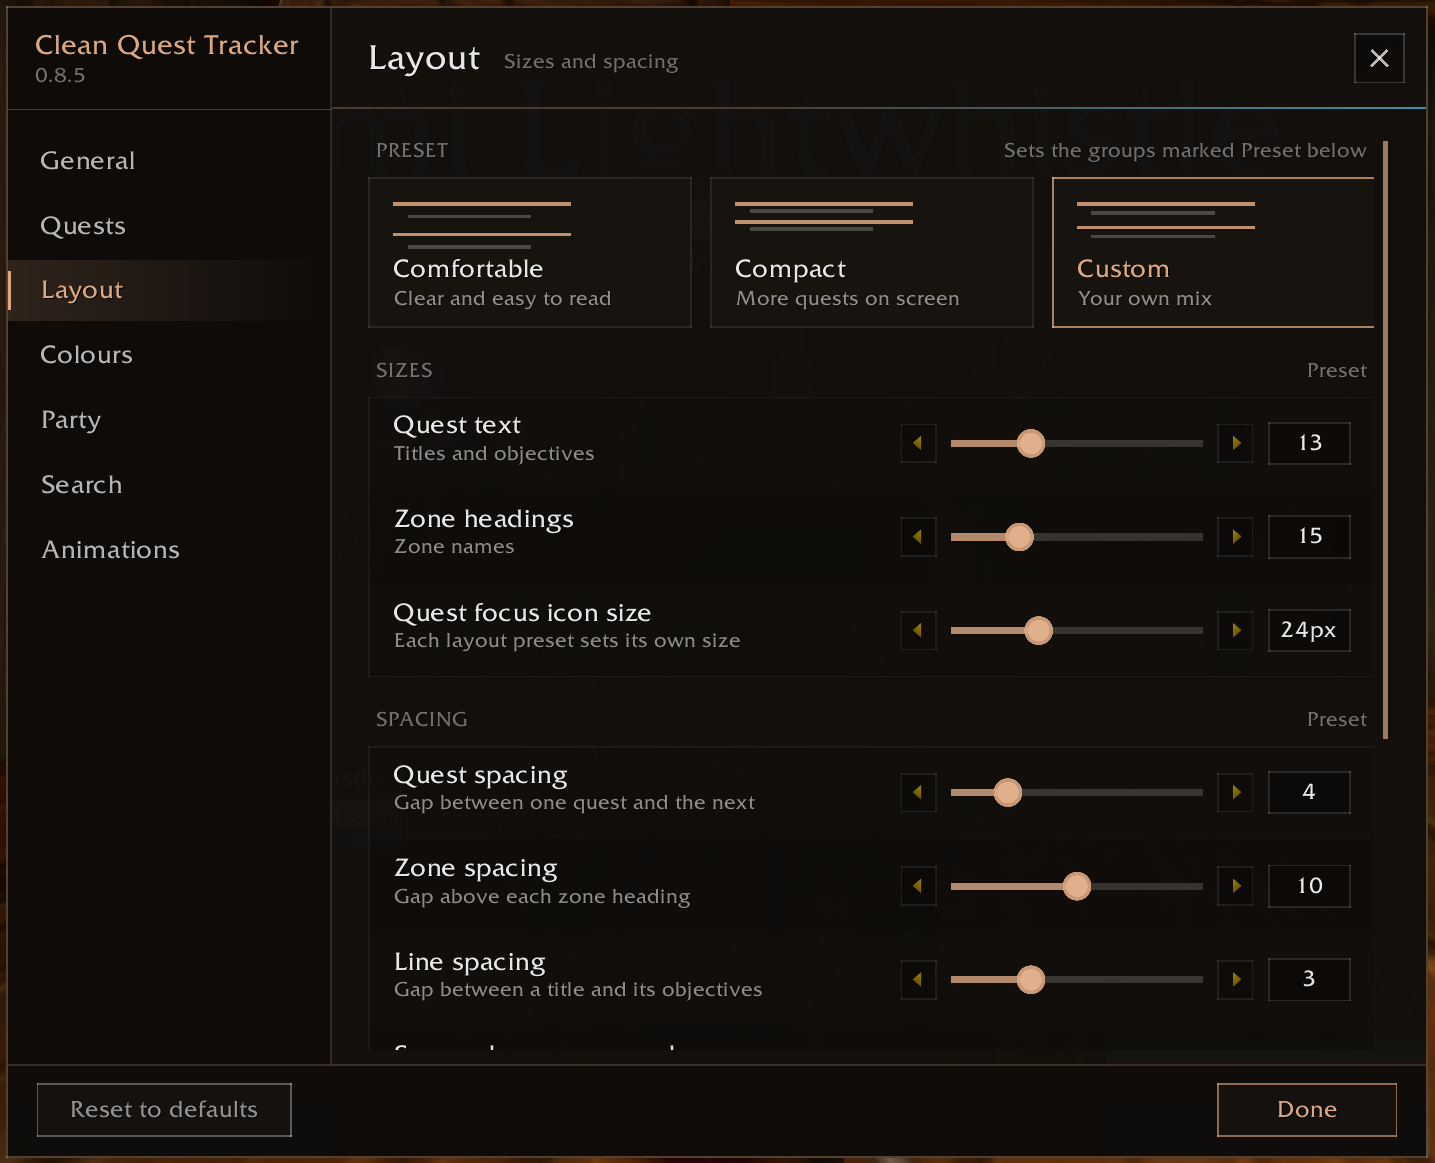 Clean Quest Tracker
0.8.5
Layout
Sizes and spacing
General
Quests
Layout
Colours
Party
Search
Animations
PRESET
Sets the groups marked Preset below
Comfortable
Clear and easy to read
Compact
More quests on screen
Custom
Your own mix
SIZES
Preset
Quest text
Titles and objectives
13
Zone headings
Zone names
15
Quest focus icon size
Each layout preset sets its own size
24px
SPACING
Preset
Quest spacing
Gap between one quest and the next
4
Zone spacing
Gap above each zone heading
10
Line spacing
Gap between a title and its objectives
3
Reset to defaults
Done